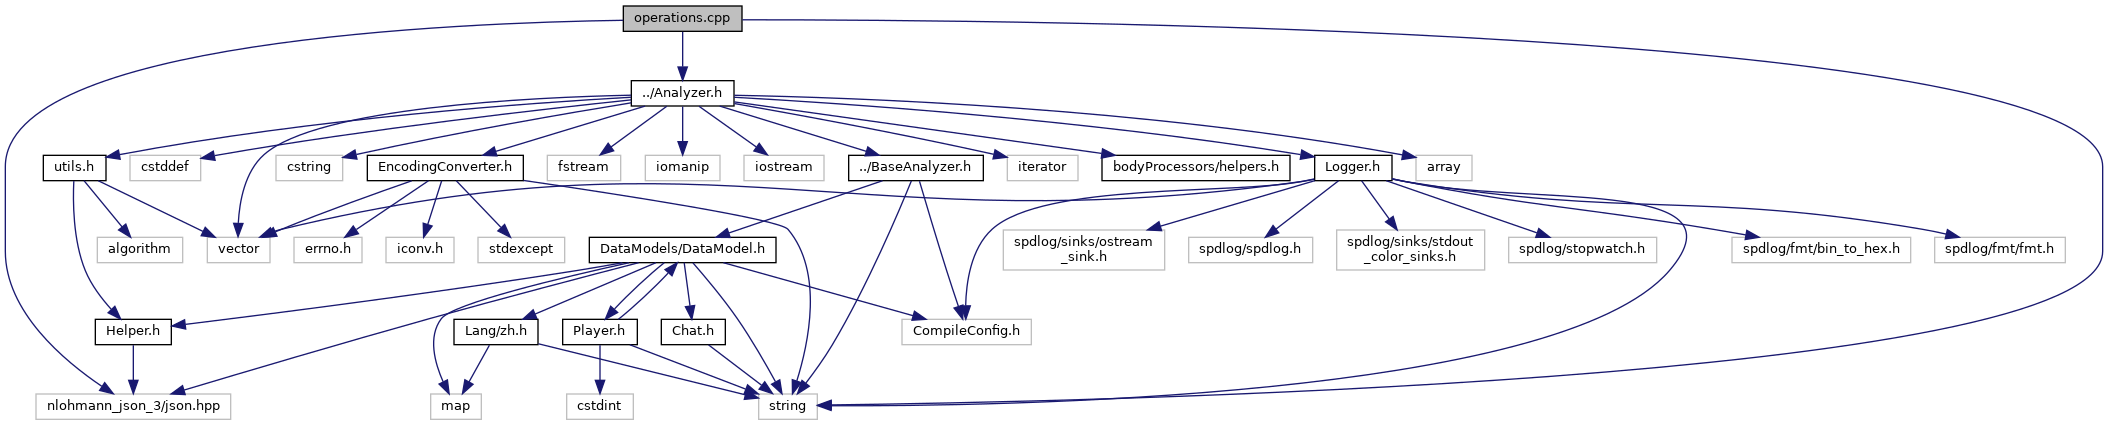 operations.cpp
../Analyzer.h
utils.h
cstddef
cstring
EncodingConverter.h
fstream
iomanip
iostream
../BaseAnalyzer.h
iterator
bodyProcessors/helpers.h
Logger.h
array
algorithm
vector
errno.h
iconv.h
stdexcept
DataModels/DataModel.h
spdlog/sinks/ostream
_sink.h
spdlog/spdlog.h
spdlog/sinks/stdout
_color_sinks.h
spdlog/stopwatch.h
spdlog/fmt/bin_to_hex.h
spdlog/fmt/fmt.h
Helper.h
Lang/zh.h
Player.h
Chat.h
CompileConfig.h
nlohmann_json_3/json.hpp
map
cstdint
string